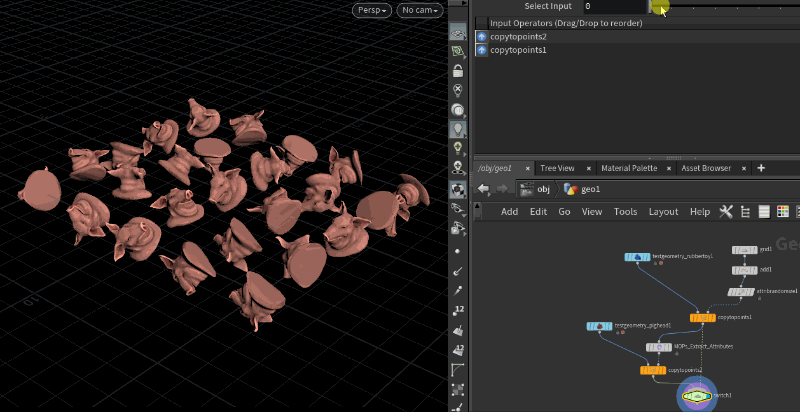 Persp
No cam
Select Input 0
Input Operators (Drag/Drop to reorder)
copytopoints2
copytopoints1
/obj/geo1
Tree View
Material Palette
Asset Browser
obj
geo1
Add Edit Go View Tools Layout Help
Geo
grid1
testgeometry_rubbertoy1
add1
attribrandomize1
copytopoints1
testgeometry_pighead1
MOPs_Extract_Attributes
copytopoints2
switch1
12
12